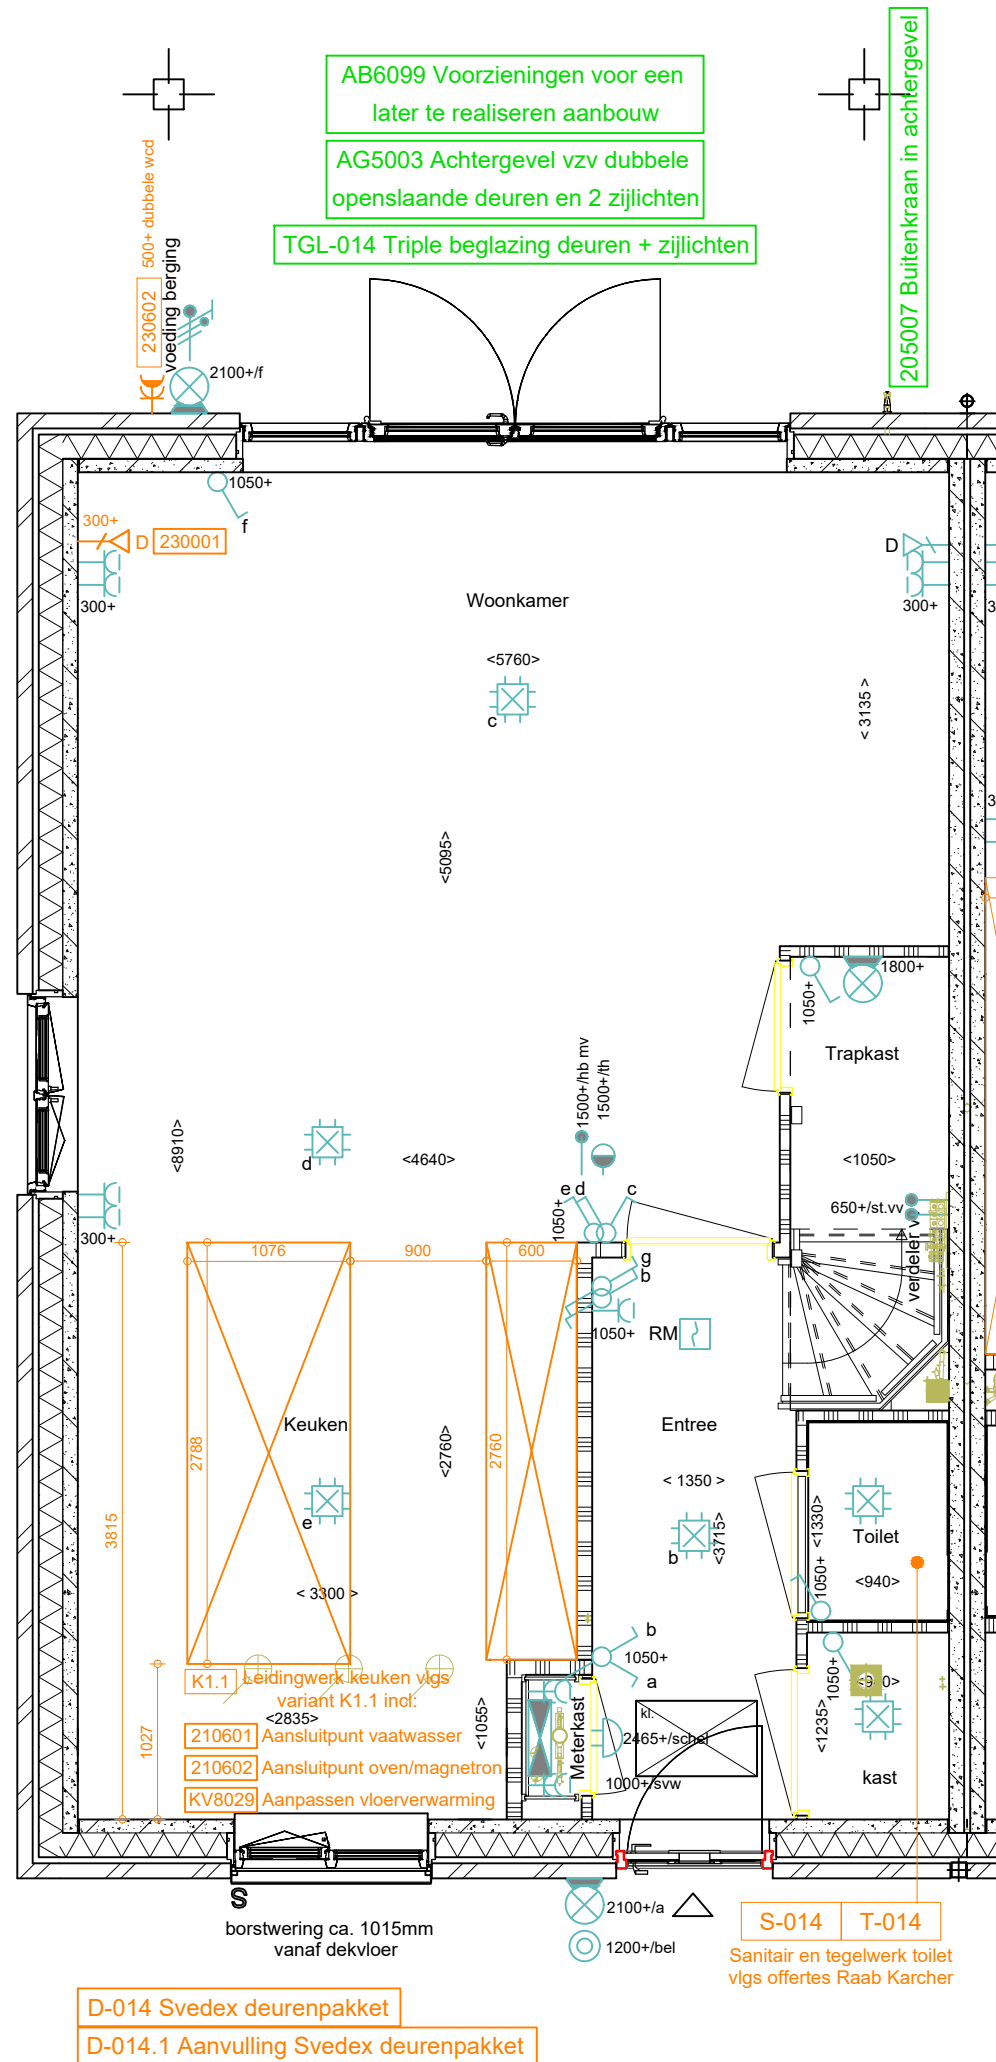 AB6099 Voorzieningen voor een
later te realiseren aanbouw
AG5003 Achtergevel vzv dubbele
openslaande deuren en 2 zijlichten
TGL-014 Triple beglazing deuren + zijlichten
205007 Buitenkraan in achtergevel
500+ dubbele wcd
230602
voeding berging
2100+/f
1050+
f
300+
D
230001
300+
D
300+
3
Woonkamer
<5760>
c
< 3135 >
3
<5095>
1050+
1800+
Trapkast
1500+/hb mv
1500+/th
<8910>
d
<4640>
<1050>
e d
c
1050+
650+/st.vv
verdeler v
300+
1076
900
600
g
b
1050+
RM
Keuken
Entree
2788
<2760>
2760
< 1350 >
3815
e
b
<3715>
<1330>
Toilet
1050+
<940>
< 3300 >
b
1050+
a
1050+
K1.1
Leidingwerk keuken vlgs
variant K1.1 incl:
<2835>
<1055>
210601
Aansluitpunt vaatwasser
210602
Aansluitpunt oven/magnetron
KV8029
Aanpassen vloerverwarming
1027
Meterkast
kl.
2465+/schel
1000+/svw
<1235>
kast
S
borstwering ca. 1015mm
vanaf dekvloer
2100+/a
1200+/bel
S-014
T-014
Sanitair en tegelwerk toilet
vlgs offertes Raab Karcher
D-014 Svedex deurenpakket
D-014.1 Aanvulling Svedex deurenpakket